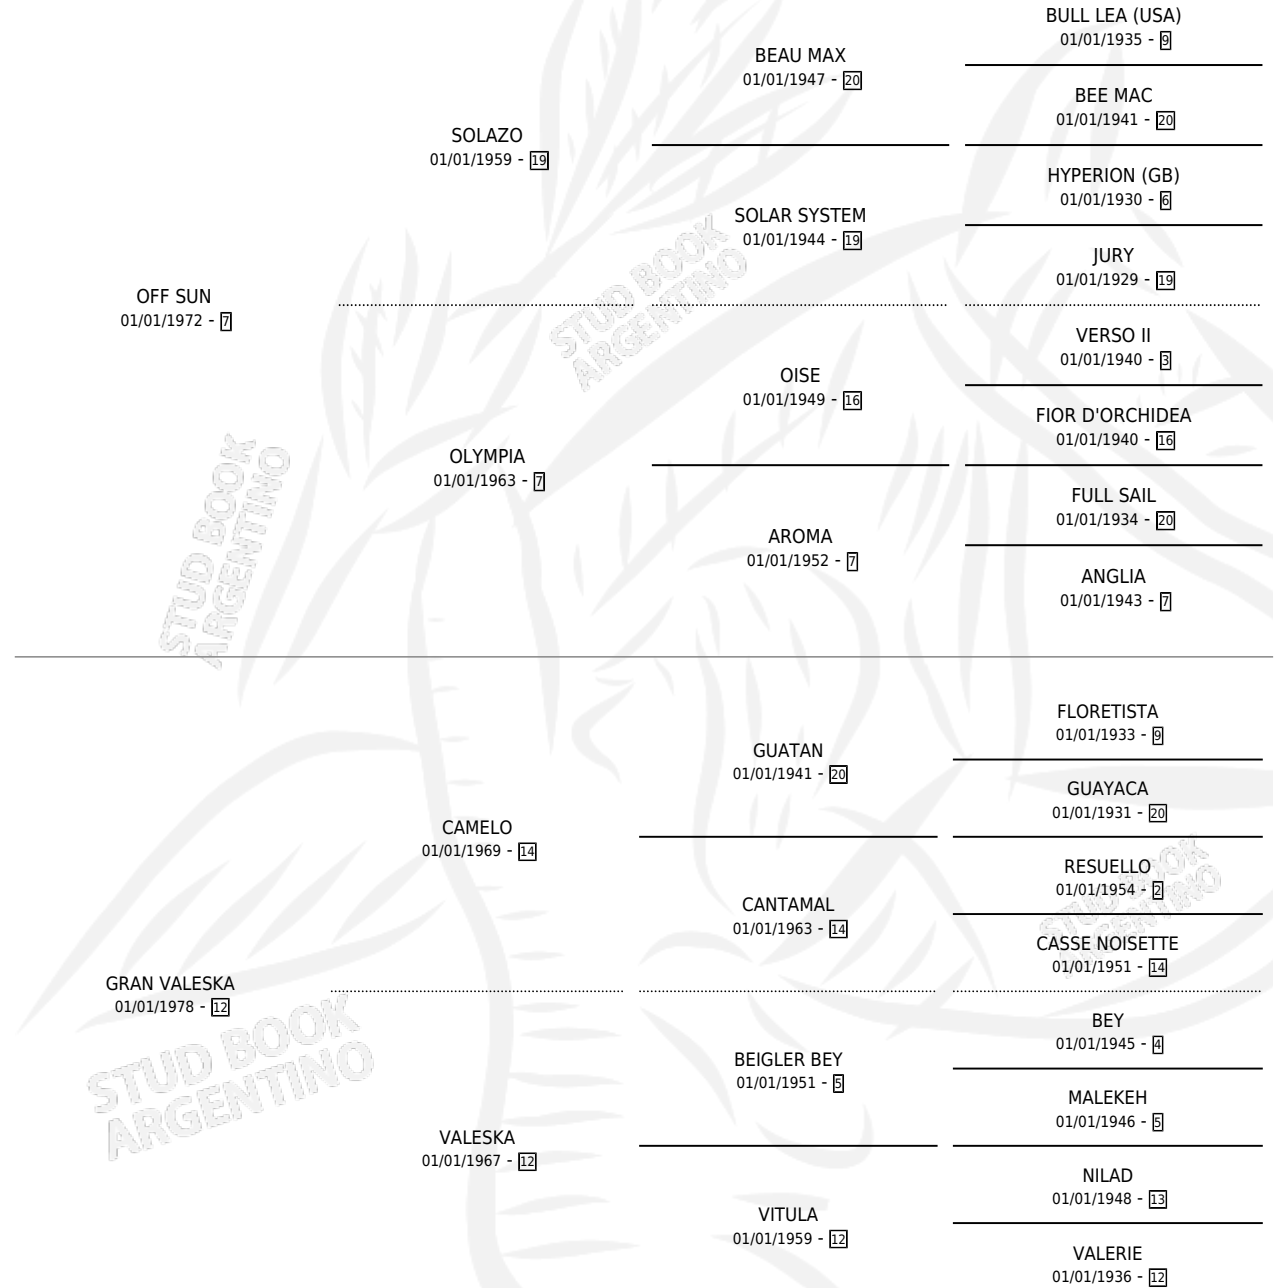 BULL LEA (USA)
01/01/1935 - 9
BEAU MAX
01/01/1947 - 20
BEE MAC
01/01/1941 - 20
SOLAZO
01/01/1959 - 19
HYPERION (GB)
01/01/1930 - 6
SOLAR SYSTEM
01/01/1944 - 19
JURY
01/01/1929 - 19
OFF SUN
01/01/1972 - 7
VERSO II
01/01/1940 - 3
OISE
01/01/1949 - 16
FIOR D'ORCHIDEA
01/01/1940 - 16
OLYMPIA
01/01/1963 - 7
FULL SAIL
01/01/1934 - 20
AROMA
01/01/1952 - 7
ANGLIA
01/01/1943 - 7
STUD BOOK
ARGENTINO
STUD BOOK
ARGENTINO
FLORETISTA
01/01/1933 - 9
GUATAN
01/01/1941 - 20
GUAYACA
01/01/1931 - 20
CAMELO
01/01/1969 - 14
RESUELLO
01/01/1954 - 2
CANTAMAL
01/01/1963 - 14
CASSE NOISETTE
01/01/1951 - 14
GRAN VALESKA
01/01/1978 - 12
BEY
01/01/1945 - 4
BEIGLER BEY
01/01/1951 - 5
MALEKEH
01/01/1946 - 5
VALESKA
01/01/1967 - 12
NILAD
01/01/1948 - 13
VITULA
01/01/1959 - 12
VALERIE
01/01/1936 - 12
STUD BOOK
ARGENTINO
STUD BOOK
ARGENTINO